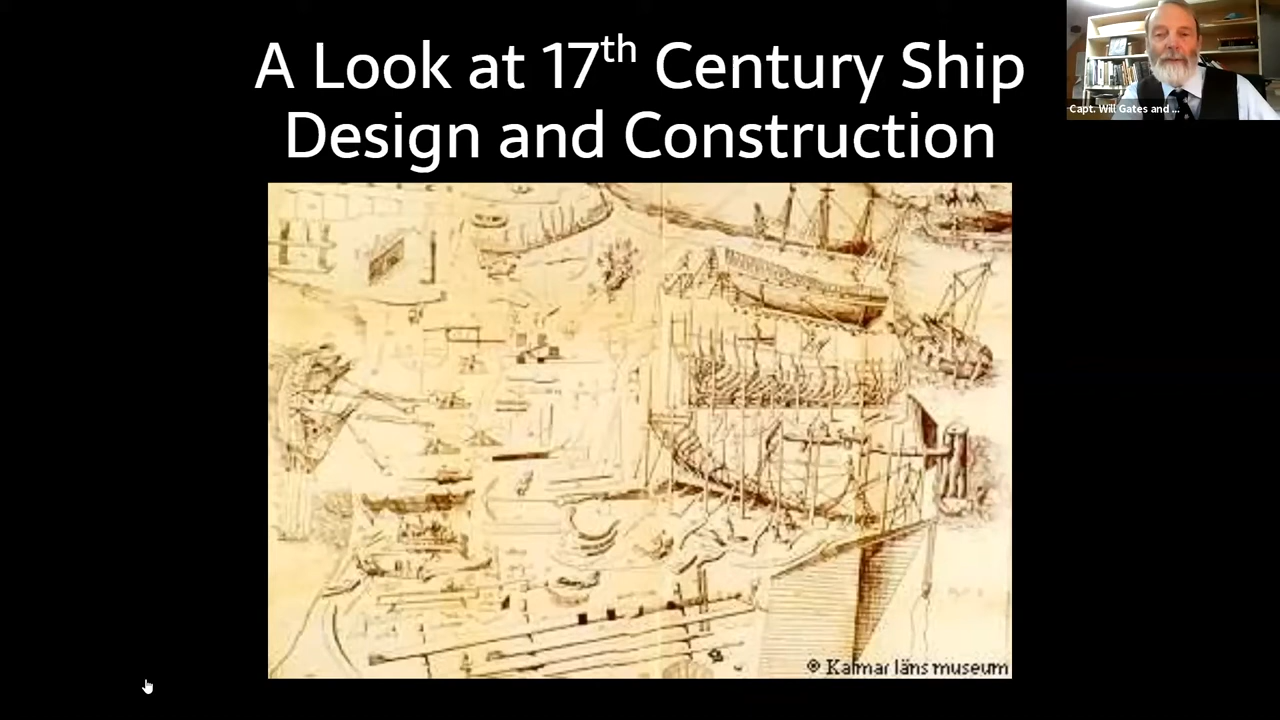 A Look at 17th Century Ship
Design and Construction
Capt. Will Gates and ...
© Kalmar läns museum